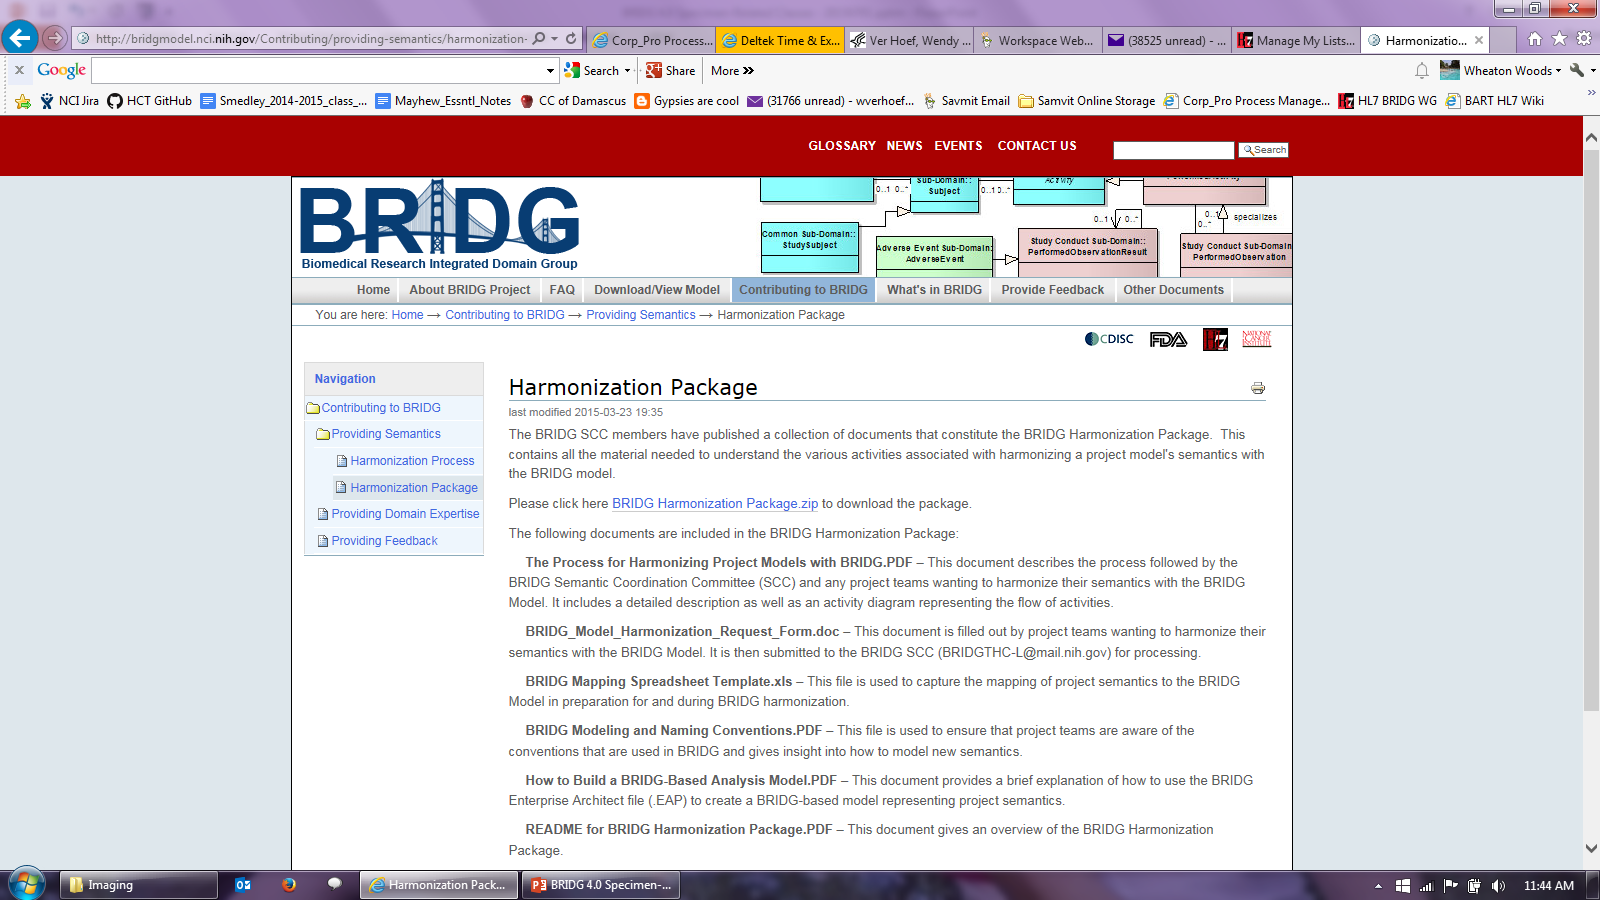 http://bridgmodel.nci.nih.gov/Contributing/providing-semantics/harmonization-
Corp_Pro Process...
Deltek Time & Ex...
Ver Hoef, Wendy ...
Workspace Web...
(38525 unread) - ...
Manage My Lists...
Harmonizatio...
Google
Search
Share
More »
Wheaton Woods
NCI Jira
HCT GitHub
Smedley_2014-2015_class_...
Mayhew_Essntl_Notes
CC of Damascus
Gypsies are cool
(31766 unread) - wverhoef...
Savmit Email
Samvit Online Storage
Corp_Pro Process Manage...
HL7 BRIDG WG
BART HL7 Wiki
GLOSSARY NEWS EVENTS CONTACT US
Search
BRIDG
Biomedical Research Integrated Domain Group
Sub-Domain::
Subject
Activity
0..1 0..*
0..1 0..*
Common Sub-Domain::
StudySubject
Adverse Event Sub-Domain:
AdverseEvent
0..1 0..*
Study Conduct Sub-Domain::
PerformedObservationResult
0..1
0..*
specializes
Study Conduct Sub-Domain:
PerformedObservation
Home About BRIDG Project FAQ Download/View Model Contributing to BRIDG What's in BRIDG Provide Feedback Other Documents
You are here: Home → Contributing to BRIDG → Providing Semantics → Harmonization Package
CDISC FDA H7 NATIONAL CANCER INSTITUTE
Navigation
Contributing to BRIDG
Providing Semantics
Harmonization Process
Harmonization Package
Providing Domain Expertise
Providing Feedback
Harmonization Package
last modified 2015-03-23 19:35
The BRIDG SCC members have published a collection of documents that constitute the BRIDG Harmonization Package. This
contains all the material needed to understand the various activities associated with harmonizing a project model's semantics with
the BRIDG model.
Please click here BRIDG Harmonization Package.zip to download the package.
The following documents are included in the BRIDG Harmonization Package:
The Process for Harmonizing Project Models with BRIDG.PDF – This document describes the process followed by the
BRIDG Semantic Coordination Committee (SCC) and any project teams wanting to harmonize their semantics with the BRIDG
Model. It includes a detailed description as well as an activity diagram representing the flow of activities.
BRIDG_Model_Harmonization_Request_Form.doc – This document is filled out by project teams wanting to harmonize their
semantics with the BRIDG Model. It is then submitted to the BRIDG SCC (BRIDGTHC-L@mail.nih.gov) for processing.
BRIDG Mapping Spreadsheet Template.xls – This file is used to capture the mapping of project semantics to the BRIDG
Model in preparation for and during BRIDG harmonization.
BRIDG Modeling and Naming Conventions.PDF – This file is used to ensure that project teams are aware of the
conventions that are used in BRIDG and gives insight into how to model new semantics.
How to Build a BRIDG-Based Analysis Model.PDF – This document provides a brief explanation of how to use the BRIDG
Enterprise Architect file (.EAP) to create a BRIDG-based model representing project semantics.
README for BRIDG Harmonization Package.PDF – This document gives an overview of the BRIDG Harmonization
Package.
Imaging
Harmonization Pack...
BRIDG 4.0 Specimen-...
11:44 AM